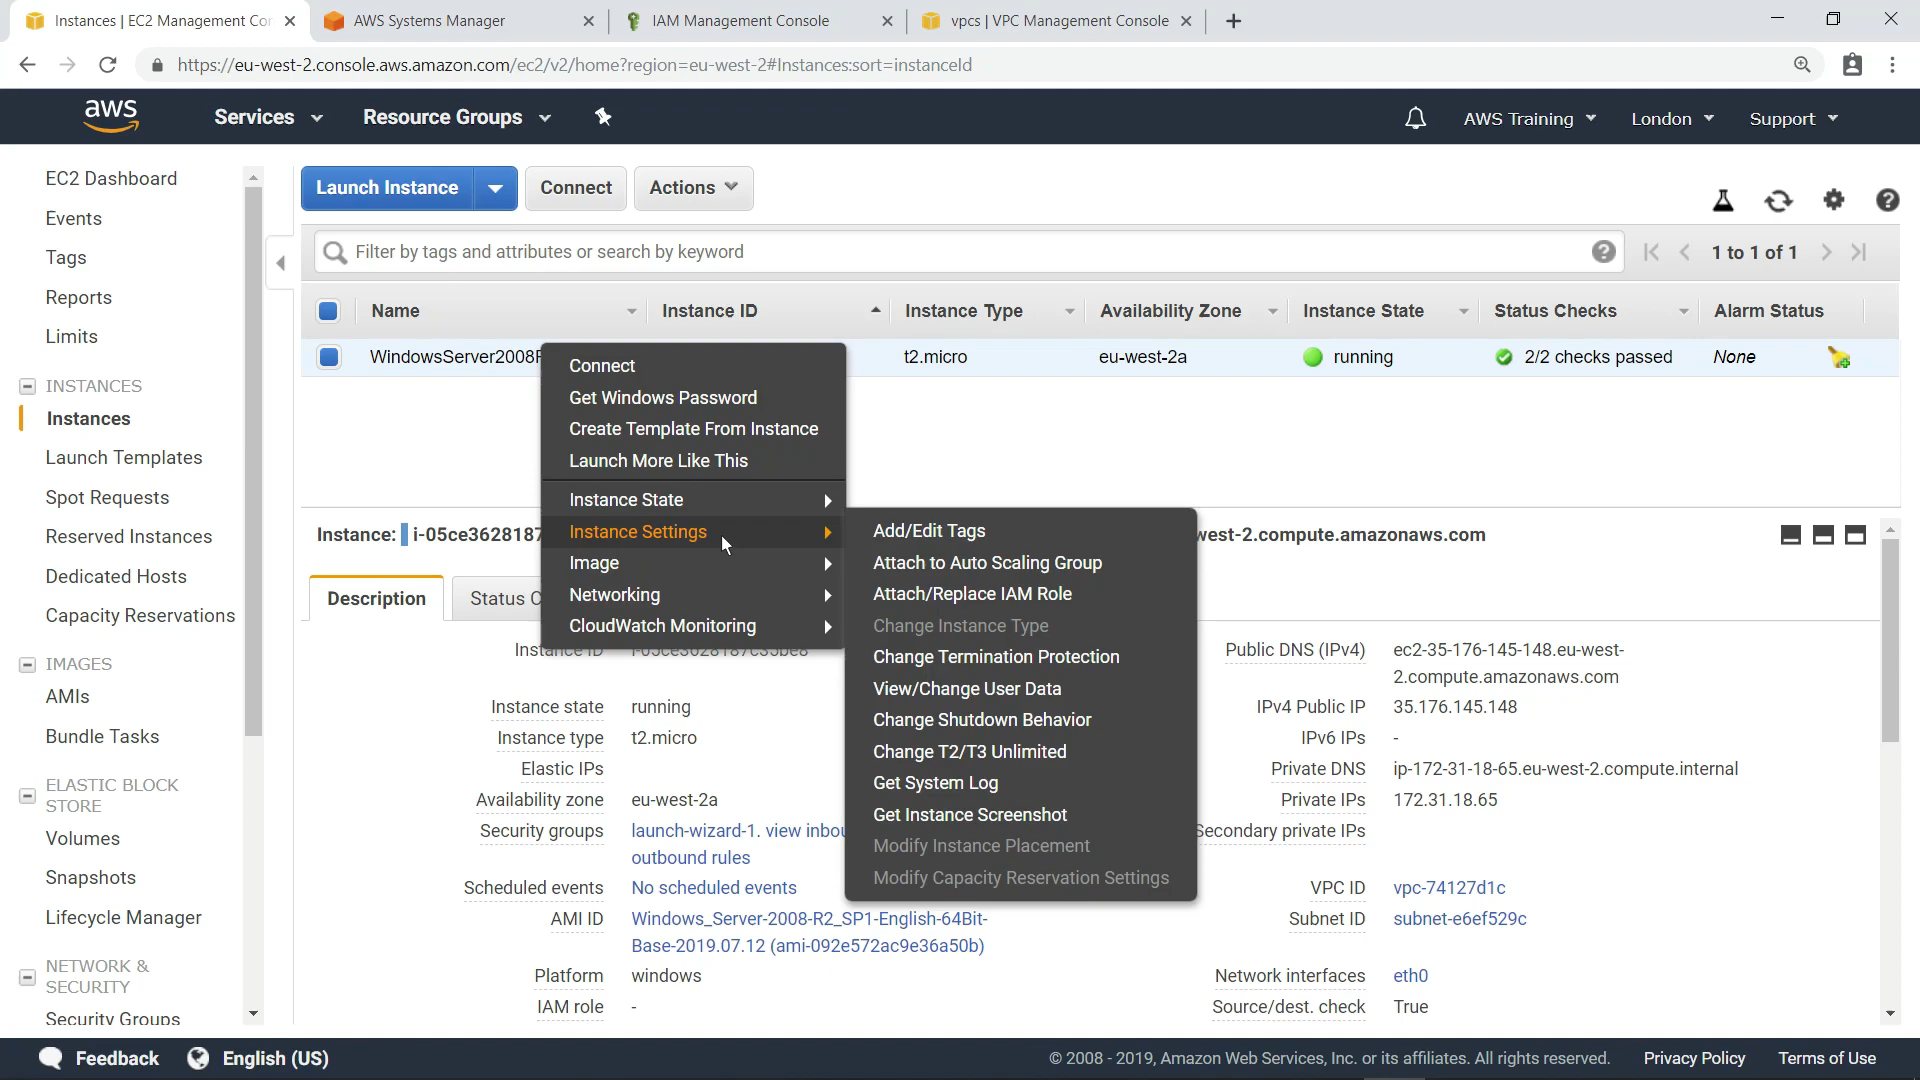 Instances | EC2 Management Con
AWS Systems Manager
IAM Management Console
vpcs | VPC Management Console
https://eu-west-2.console.aws.amazon.com/ec2/v2/home?region=eu-west-2#Instances:sort=instanceId
aws
Services
Resource Groups
AWS Training
London
Support
EC2 Dashboard
Events
Tags
Reports
Limits
INSTANCES
Instances
Launch Templates
Spot Requests
Reserved Instances
Dedicated Hosts
Capacity Reservations
IMAGES
AMIs
Bundle Tasks
ELASTIC BLOCK
STORE
Volumes
Snapshots
Lifecycle Manager
NETWORK &
SECURITY
Security Groups
Launch Instance
Connect
Actions
Filter by tags and attributes or search by keyword
1 to 1 of 1
Name
Instance ID
Instance Type
Availability Zone
Instance State
Status Checks
Alarm Status
WindowsServer2008R
t2.micro
eu-west-2a
running
2/2 checks passed
None
Connect
Get Windows Password
Create Template From Instance
Launch More Like This
Instance State
Instance Settings
Image
Networking
CloudWatch Monitoring
Add/Edit Tags
Attach to Auto Scaling Group
Attach/Replace IAM Role
Change Instance Type
Change Termination Protection
View/Change User Data
Change Shutdown Behavior
Change T2/T3 Unlimited
Get System Log
Get Instance Screenshot
Modify Instance Placement
Modify Capacity Reservation Settings
Instance: i-05ce3628187
west-2.compute.amazonaws.com
Description
Status C
Instance ID i-05ce3628187c35be8
Instance state running
Instance type t2.micro
Elastic IPs
Availability zone eu-west-2a
Security groups launch-wizard-1. view inbou
outbound rules
Scheduled events No scheduled events
AMI ID Windows_Server-2008-R2_SP1-English-64Bit-
Base-2019.07.12 (ami-092e572ac9e36a50b)
Platform windows
IAM role -
Public DNS (IPv4) ec2-35-176-145-148.eu-west-
2.compute.amazonaws.com
IPv4 Public IP 35.176.145.148
IPv6 IPs -
Private DNS ip-172-31-18-65.eu-west-2.compute.internal
Private IPs 172.31.18.65
Secondary private IPs
VPC ID vpc-74127d1c
Subnet ID subnet-e6ef529c
Network interfaces eth0
Source/dest. check True
Feedback
English (US)
© 2008 - 2019, Amazon Web Services, Inc. or its affiliates. All rights reserved.
Privacy Policy
Terms of Use